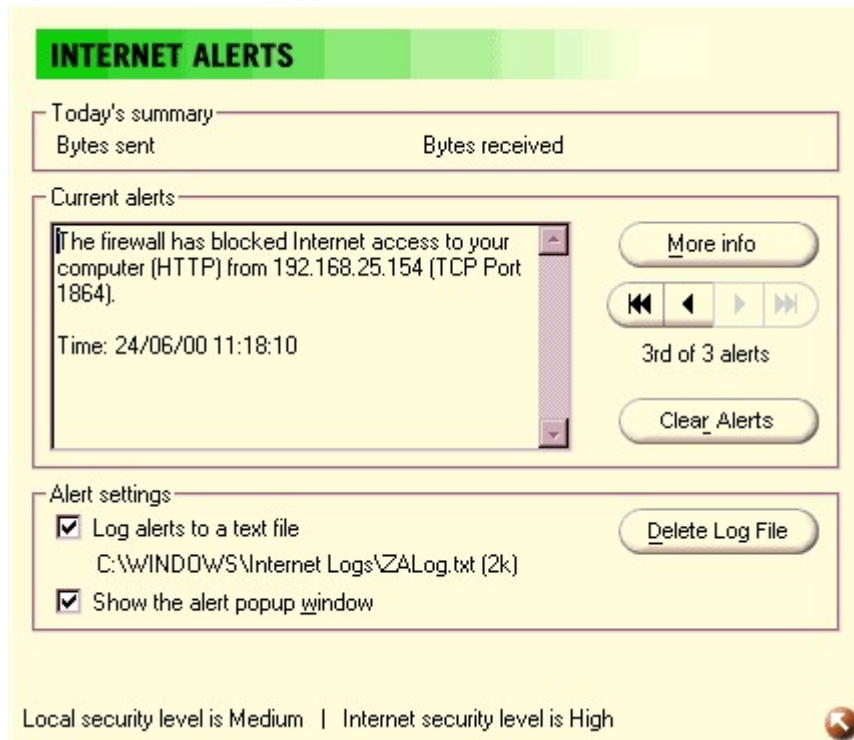 INTERNET ALERTS
Today's summary
Bytes sent Bytes received
Current alerts
The firewall has blocked Internet access to your
computer (HTTP) from 192.168.25.154 (TCP Port
1864).
Time: 24/06/00 11:18:10
More info
3rd of 3 alerts
Clear Alerts
Alert settings
Log alerts to a text file
C:\WINDOWS\Internet Logs\ZALog.txt (2k)
Delete Log File
Show the alert popup window
Local security level is Medium | Internet security level is High